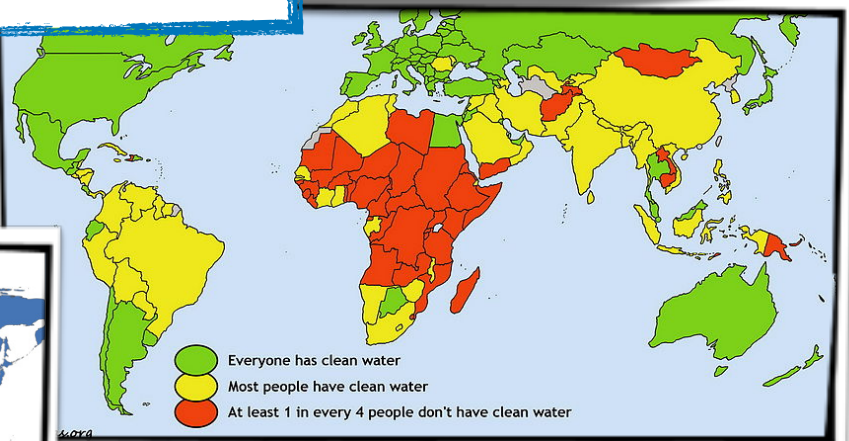 Everyone has clean water
Most people have clean water
At least 1 in every 4 people don't have clean water
s.org